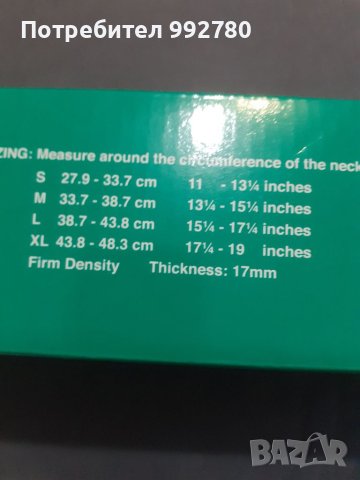 Потребител 992780
ZING: Measure around the circumference of the neck
S 27.9 - 33.7 cm 11 - 13¼ inches
M 33.7 - 38.7 cm 13¼ - 15¼ inches
L 38.7 - 43.8 cm 15¼ - 17¼ inches
XL 43.8 - 48.3 cm 17¼ - 19 inches
Firm Density Thickness: 17mm
BAZAR